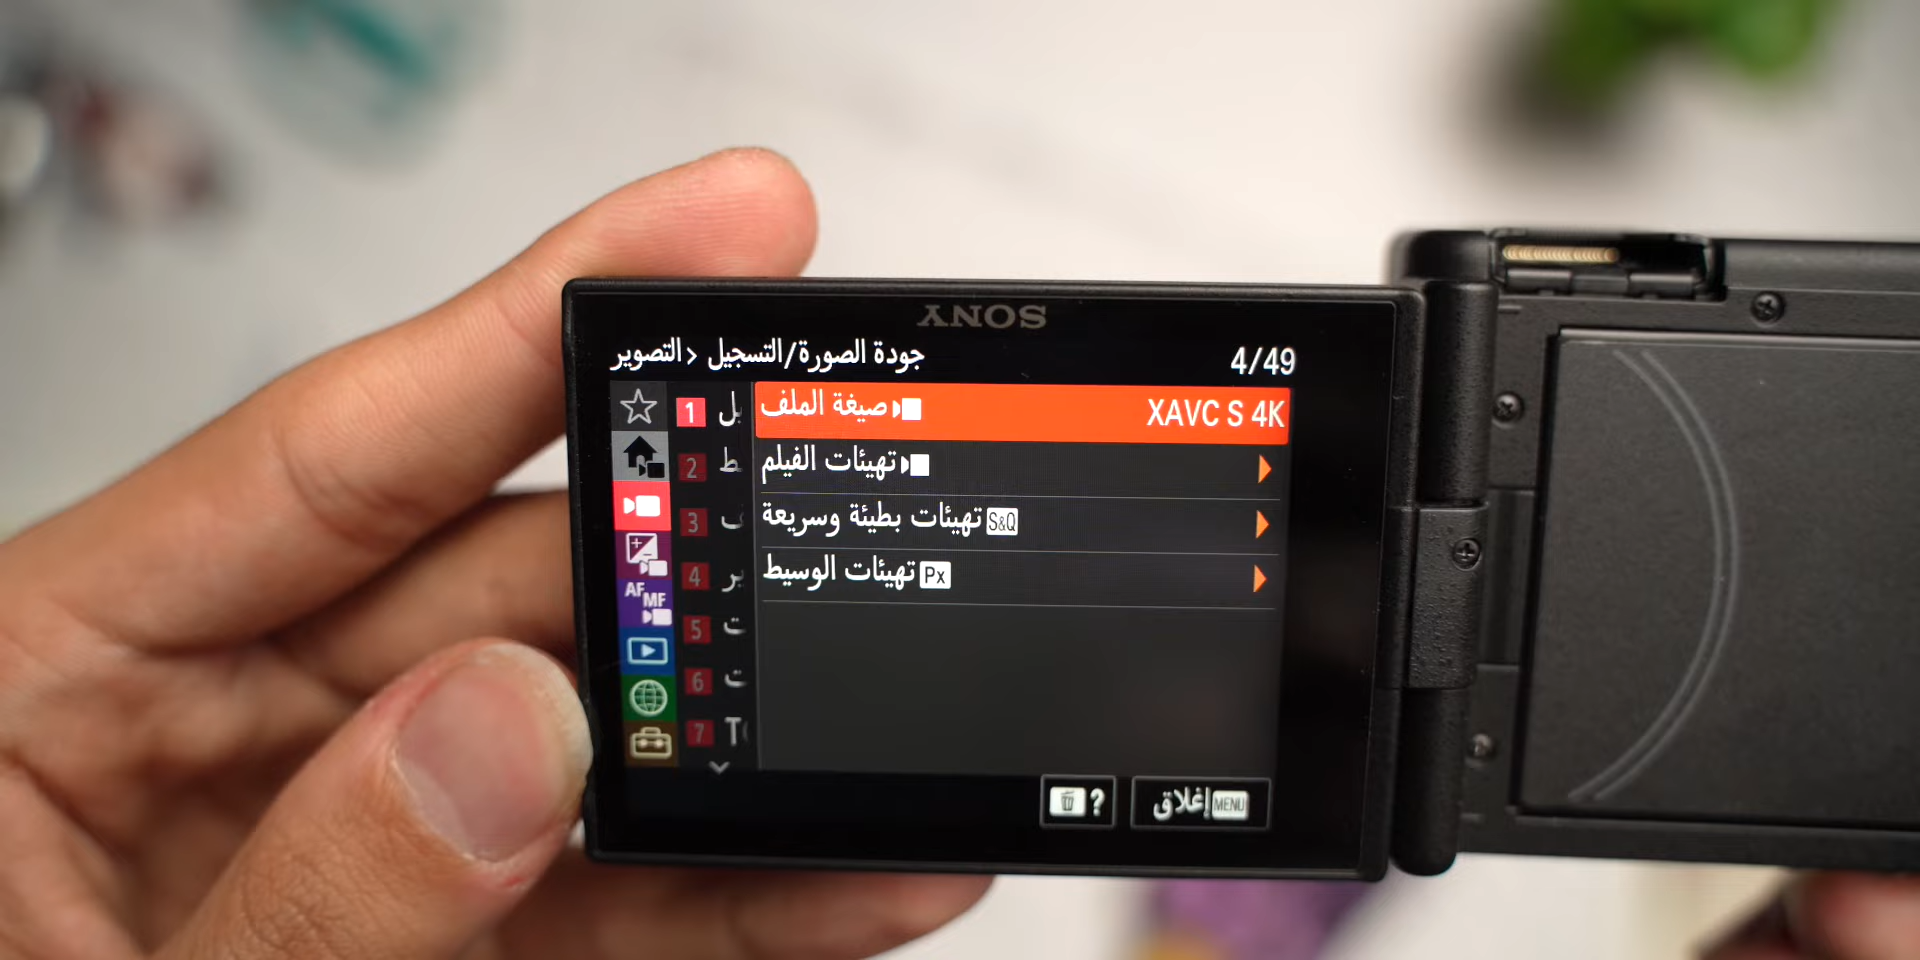 SONY
التصوير > جودة الصورة/التسجيل 4/49
1 صيغة الملف XAVC S 4K
2 تهيئات الفيلم
3 S&Q تهيئات بطيئة وسريعة
4 Px تهيئات الوسيط
AF MF
5
6
7
? MENU إغلاق